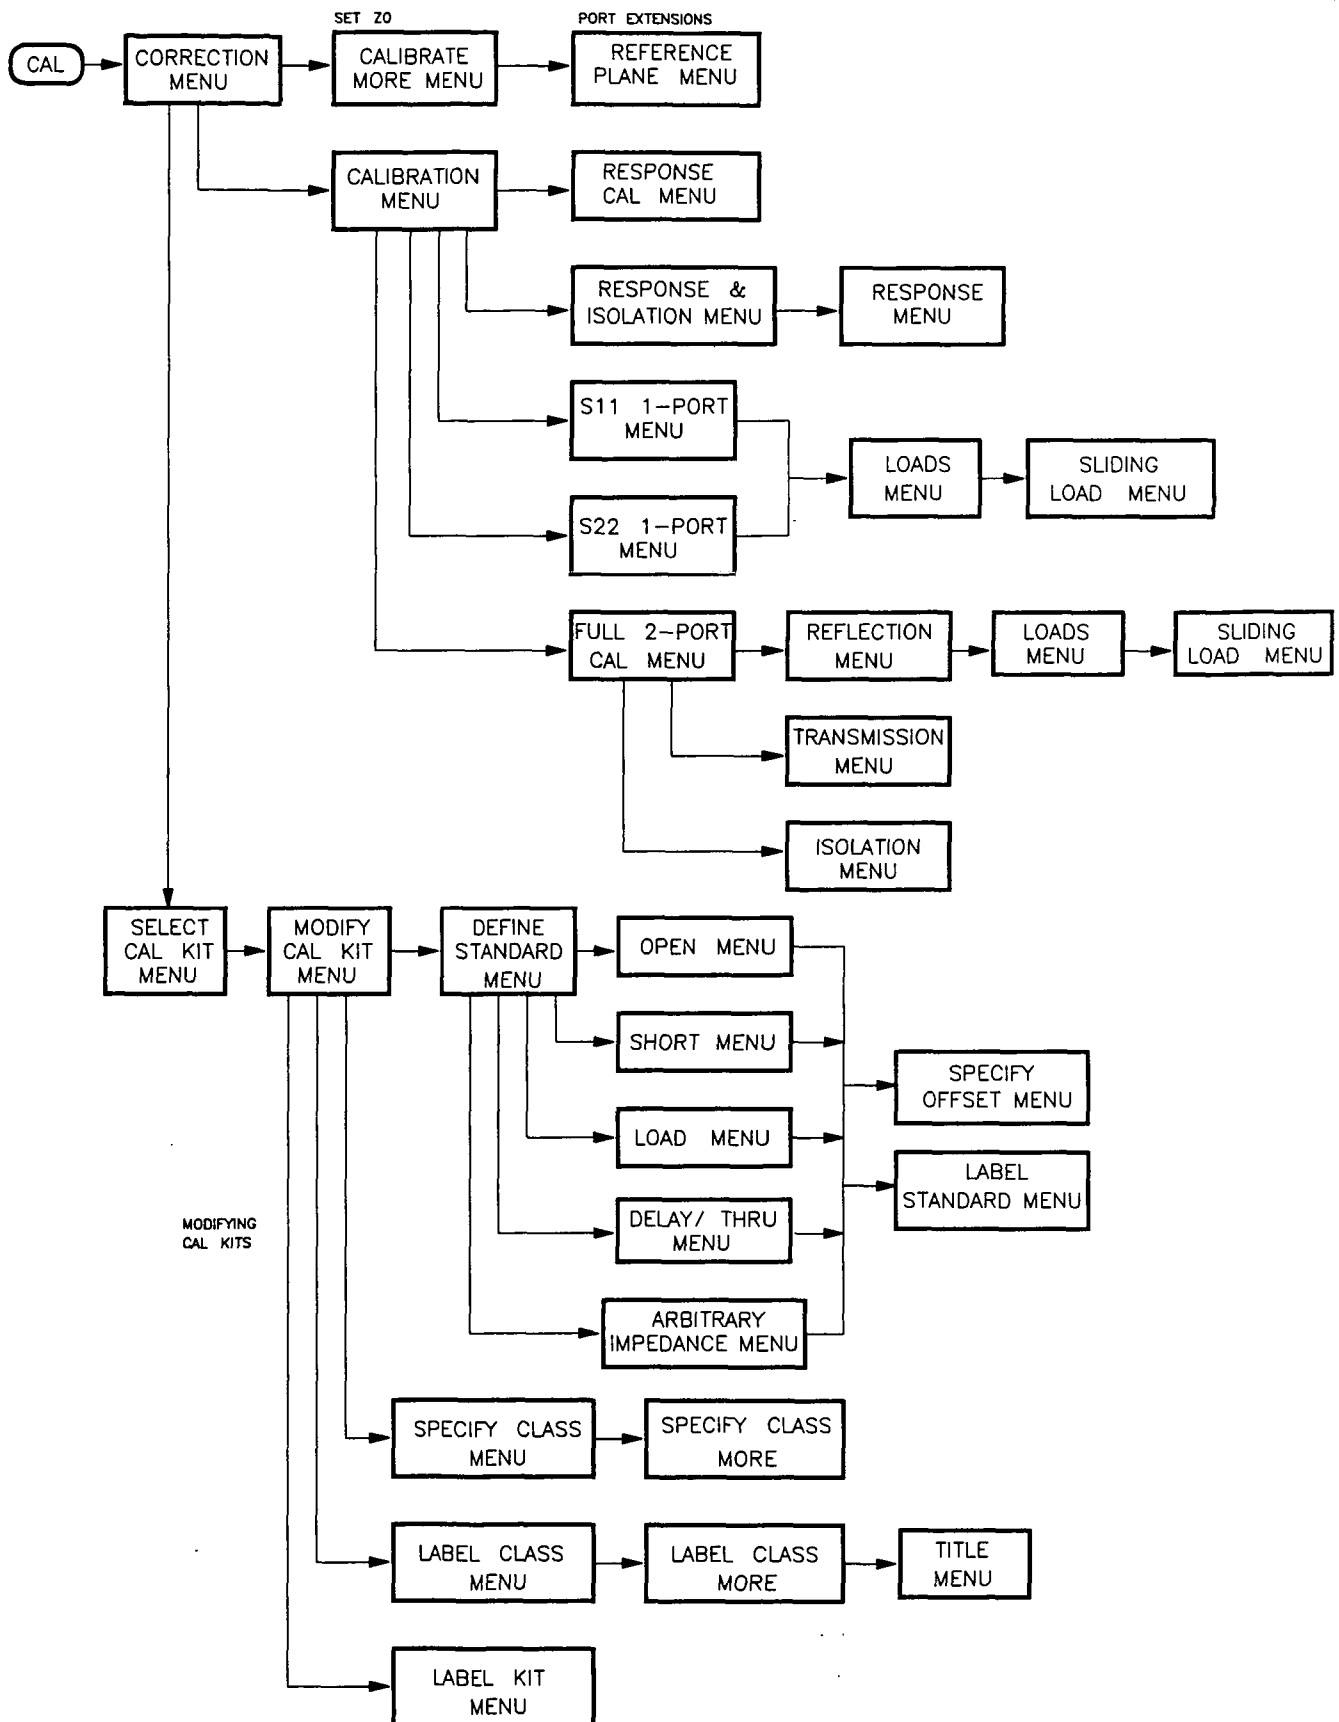 SET ZO
PORT EXTENSIONS
CAL
CORRECTION
MENU
CALIBRATE
MORE MENU
REFERENCE
PLANE MENU
CALIBRATION
MENU
RESPONSE
CAL MENU
RESPONSE &
ISOLATION MENU
RESPONSE
MENU
S11 1-PORT
MENU
S22 1-PORT
MENU
LOADS
MENU
SLIDING
LOAD MENU
FULL 2-PORT
CAL MENU
REFLECTION
MENU
LOADS
MENU
SLIDING
LOAD MENU
TRANSMISSION
MENU
ISOLATION
MENU
SELECT
CAL KIT
MENU
MODIFY
CAL KIT
MENU
DEFINE
STANDARD
MENU
OPEN MENU
SHORT MENU
LOAD MENU
DELAY/ THRU
MENU
ARBITRARY
IMPEDANCE MENU
SPECIFY
OFFSET MENU
LABEL
STANDARD MENU
MODIFYING
CAL KITS
SPECIFY CLASS
MENU
SPECIFY CLASS
MORE
LABEL CLASS
MENU
LABEL CLASS
MORE
TITLE
MENU
LABEL KIT
MENU